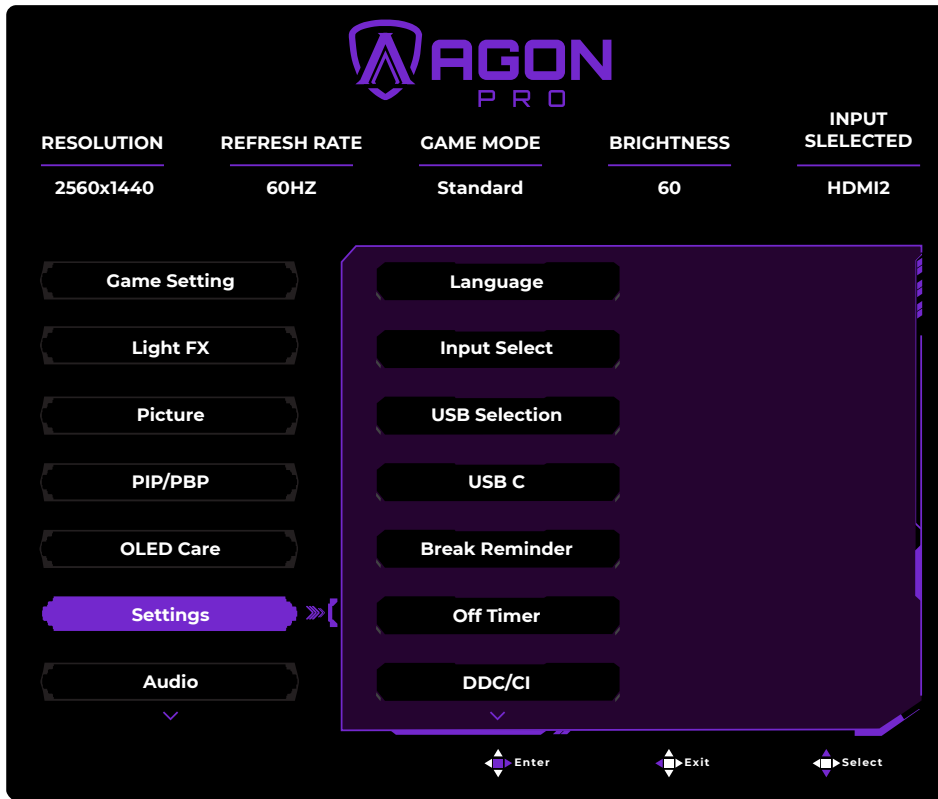 AGON
PRO
RESOLUTION
REFRESH RATE
GAME MODE
BRIGHTNESS
INPUT
SLELECTED
2560x1440
60HZ
Standard
60
HDMI2
Game Setting
Light FX
Picture
PIP/PBP
OLED Care
Settings
Audio
Language
Input Select
USB Selection
USB C
Break Reminder
Off Timer
DDC/CI
Enter
Exit
Select